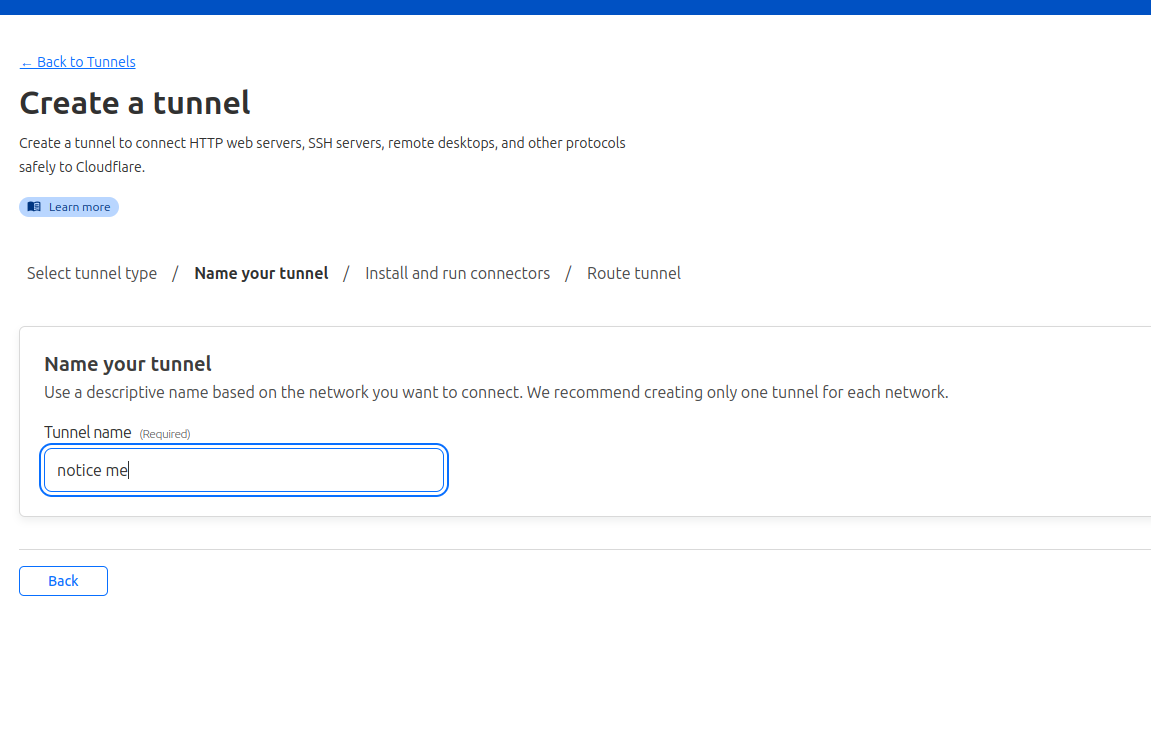 ← Back to Tunnels
Create a tunnel
Create a tunnel to connect HTTP web servers, SSH servers, remote desktops, and other protocols
safely to Cloudflare.
Learn more
Select tunnel type / Name your tunnel / Install and run connectors / Route tunnel
Name your tunnel
Use a descriptive name based on the network you want to connect. We recommend creating only one tunnel for each network.
Tunnel name (Required)
notice me
Back